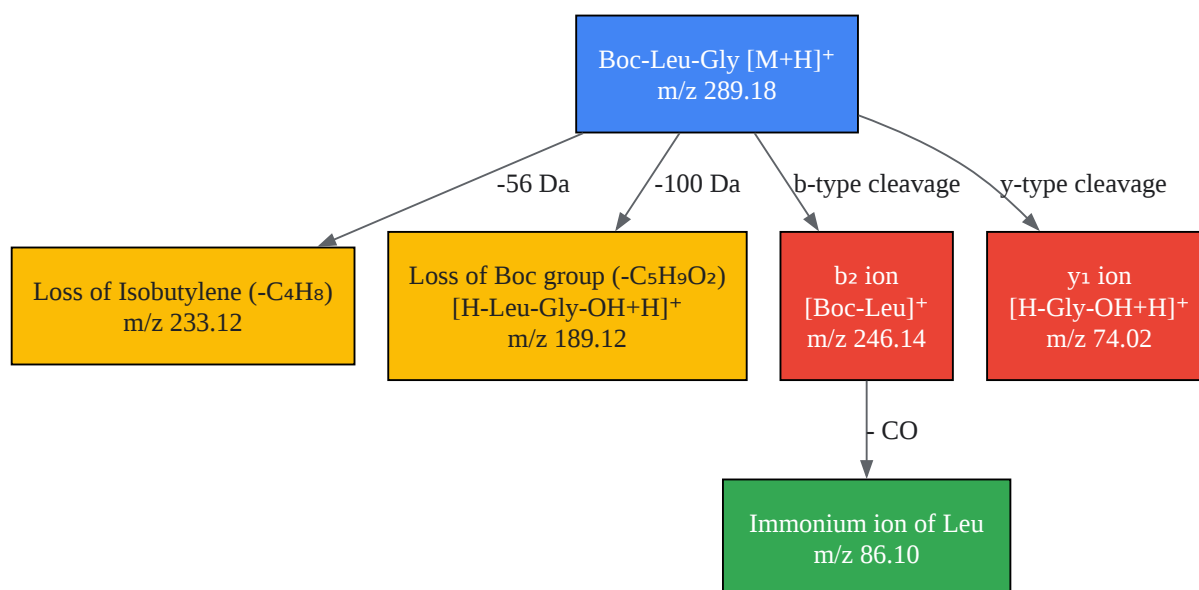 Boc-Leu-Gly [M+H]⁺
m/z 289.18
-56 Da
-100 Da
b-type cleavage
y-type cleavage
Loss of Isobutylene (-C₄H₈)
m/z 233.12
Loss of Boc group (-C₅H₉O₂)
[H-Leu-Gly-OH+H]⁺
m/z 189.12
b₂ ion
[Boc-Leu]⁺
m/z 246.14
y₁ ion
[H-Gly-OH+H]⁺
m/z 74.02
- CO
Immonium ion of Leu
m/z 86.10